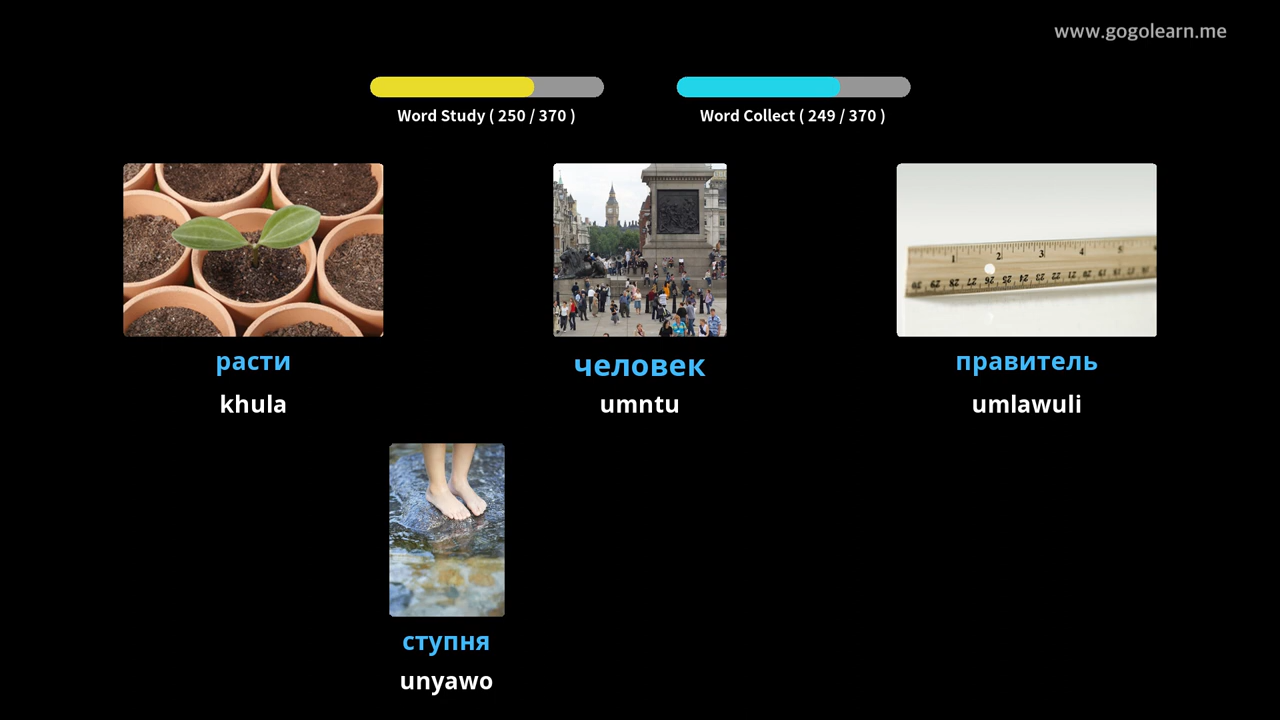 www.gogolearn.me
Word Study ( 250 / 370 )
Word Collect ( 249 / 370 )
расти
человек
правитель
khula
umntu
umlawuli
ступня
unyawo